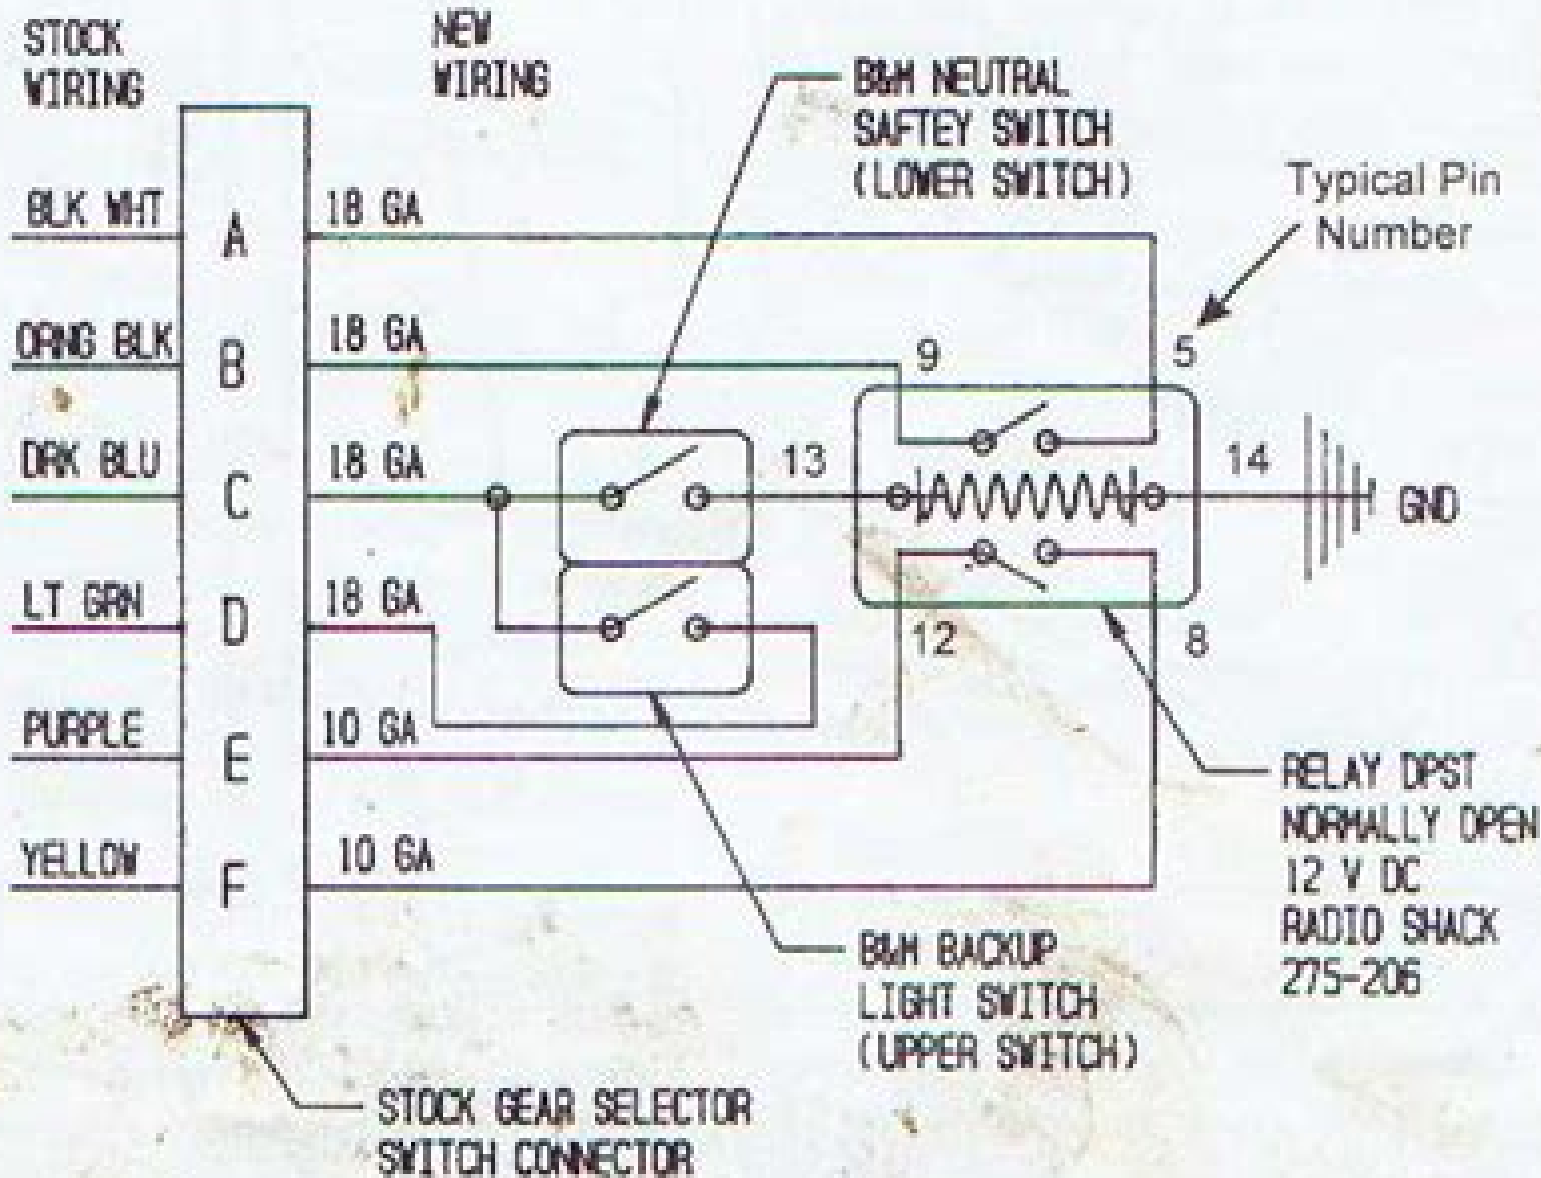 STOCK
WIRING
NEW
WIRING
B&M NEUTRAL
SAFTEY SWITCH
(LOWER SWITCH)
Typical Pin
Number
BLK WHT
A
18 GA
ORNG BLK
B
18 GA
9
5
DRK BLU
C
18 GA
13
14
GND
LT GRN
D
18 GA
12
8
PURPLE
E
10 GA
YELLOW
F
10 GA
RELAY DPST
NORMALLY OPEN
12 V DC
RADIO SHACK
275-206
B&M BACKUP
LIGHT SWITCH
(UPPER SWITCH)
STOCK GEAR SELECTOR
SWITCH CONNECTOR